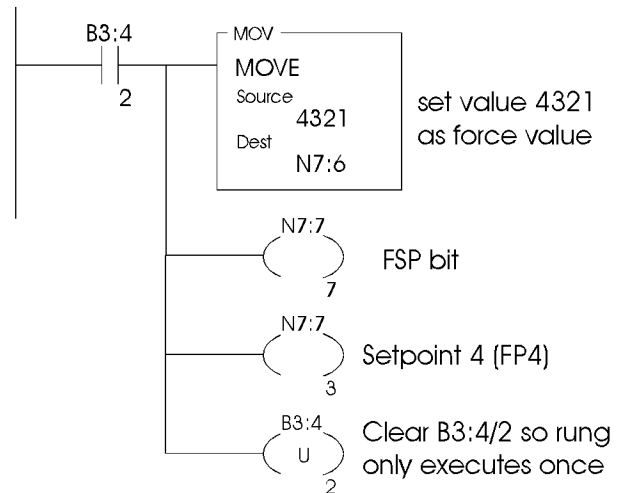 B3:4
2
MOV
MOVE
Source
4321
Dest
N7:6
set value 4321
as force value
N7:7
7
FSP bit
N7:7
3
Setpoint 4 (FP4)
B3:4
U
2
Clear B3:4/2 so rung
only executes once